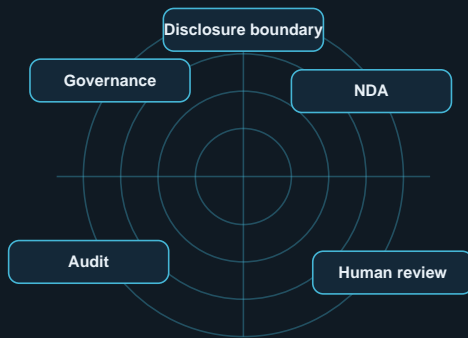 Disclosure boundary
Governance
NDA
Audit
Human review